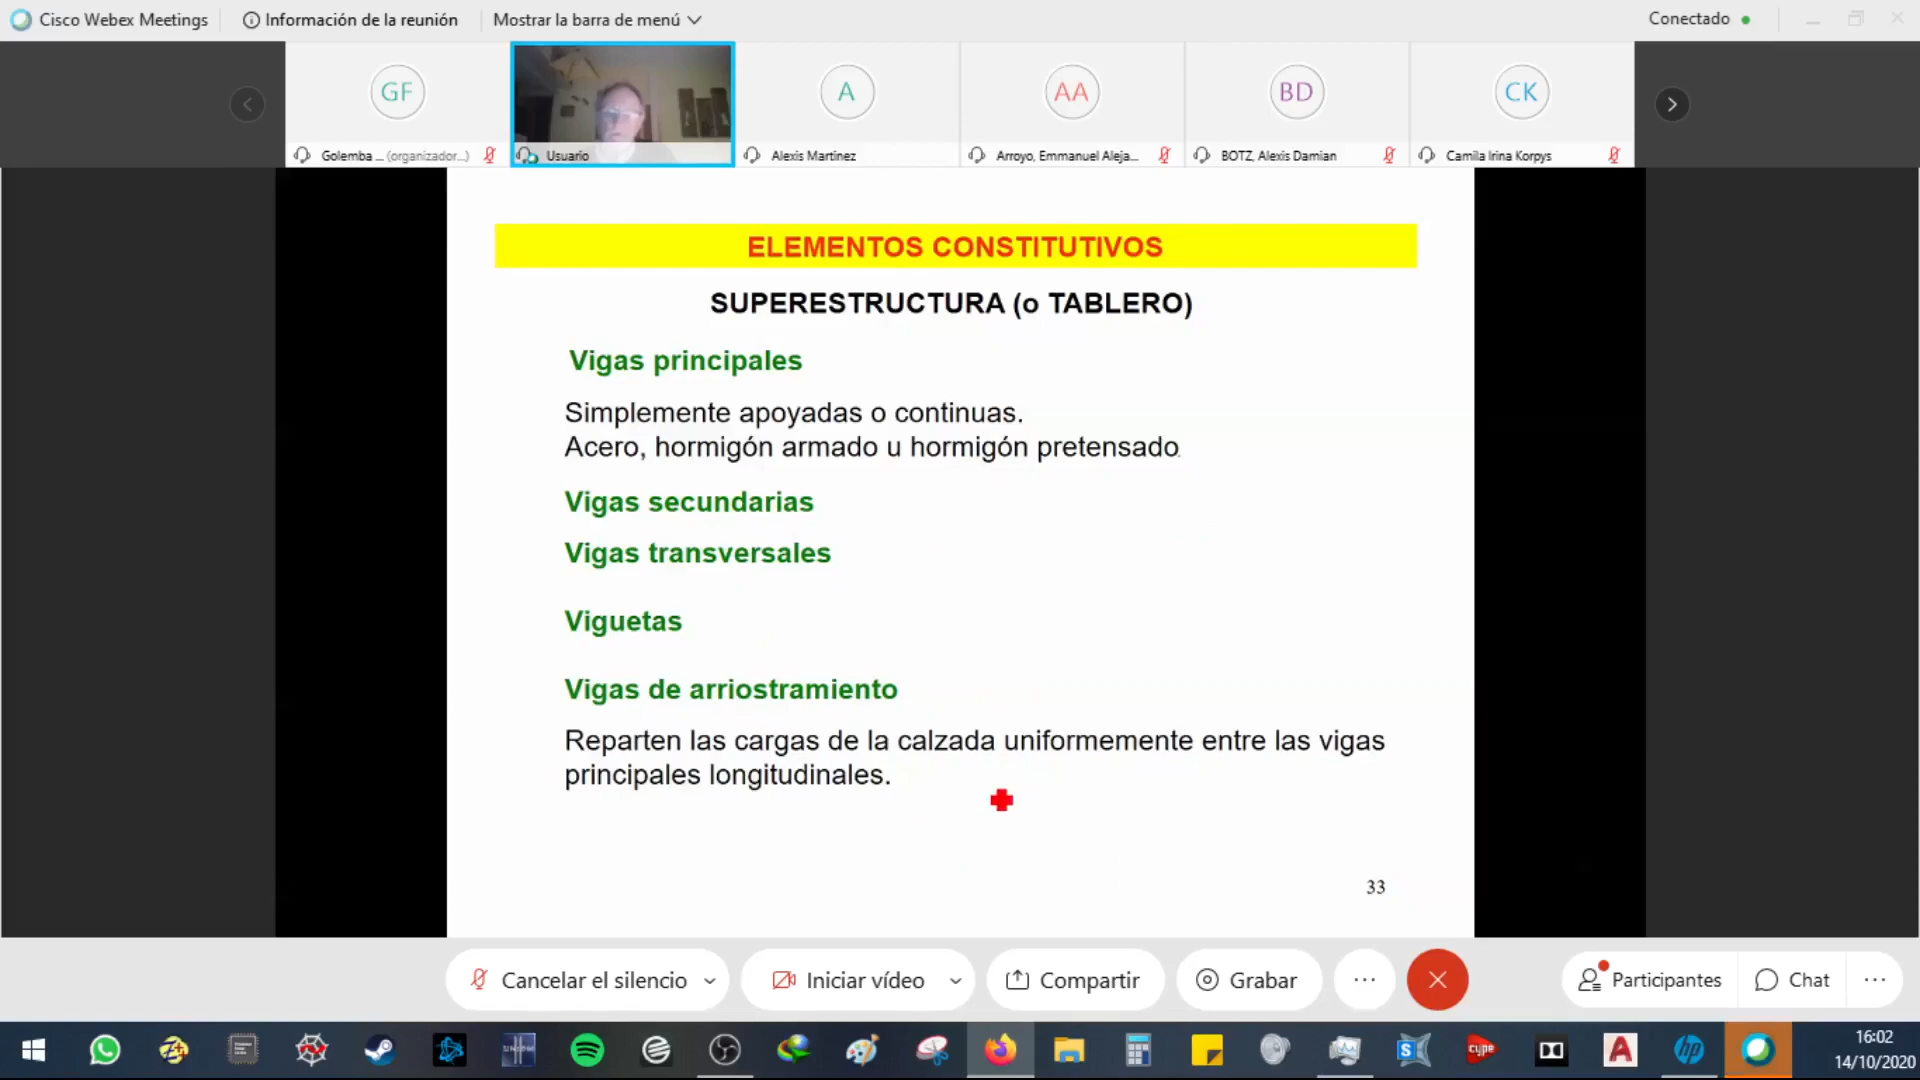 Cisco Webex Meetings
Información de la reunión
Mostrar la barra de menú
Conectado
GF
A
AA
BD
CK
Golemba ... (organizador...)
Usuario
Alexis Martinez
Arroyo, Emmanuel Aleja...
BOTZ, Alexis Damian
Camila Irina Korpys
ELEMENTOS CONSTITUTIVOS
SUPERESTRUCTURA (o TABLERO)
Vigas principales
Simplemente apoyadas o continuas.
Acero, hormigón armado u hormigón pretensado.
Vigas secundarias
Vigas transversales
Viguetas
Vigas de arriostramiento
Reparten las cargas de la calzada uniformemente entre las vigas
principales longitudinales.
33
Cancelar el silencio
Iniciar vídeo
Compartir
Grabar
Participantes
Chat
cype
hp
16:02
14/10/2020